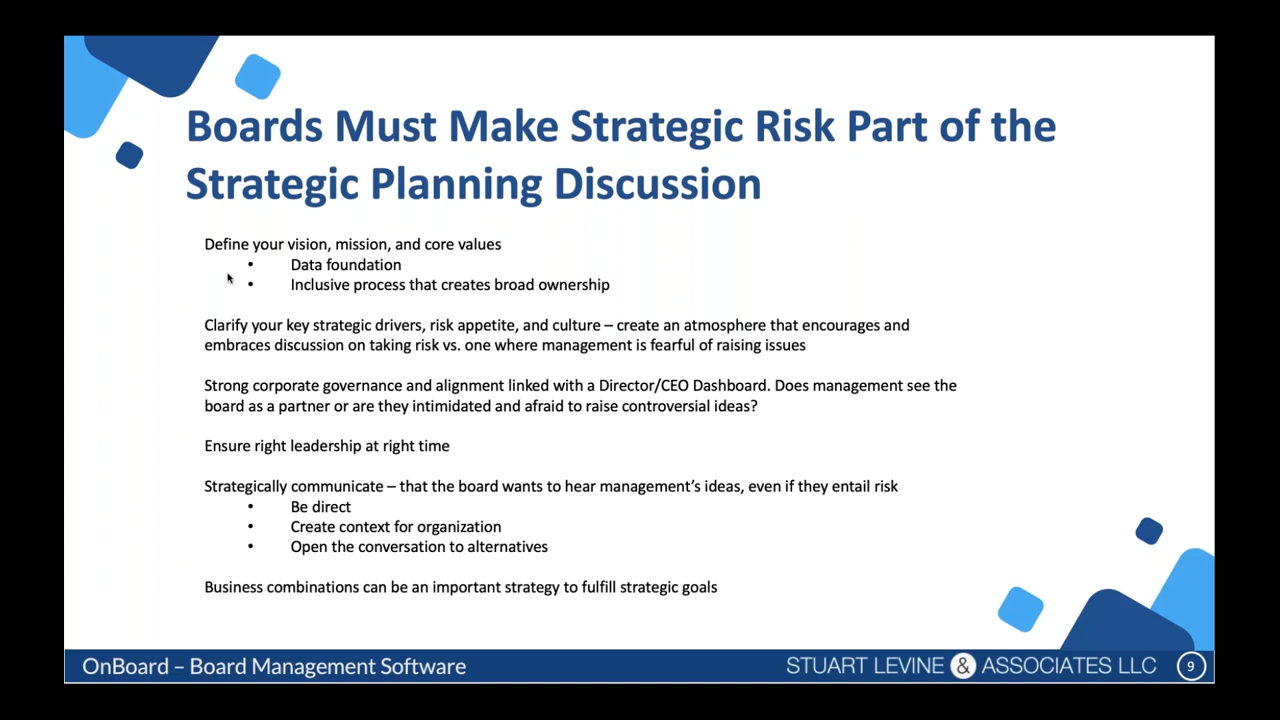 Boards Must Make Strategic Risk Part of the
Strategic Planning Discussion
Define your vision, mission, and core values
• Data foundation
• Inclusive process that creates broad ownership
Clarify your key strategic drivers, risk appetite, and culture – create an atmosphere that encourages and
embraces discussion on taking risk vs. one where management is fearful of raising issues
Strong corporate governance and alignment linked with a Director/CEO Dashboard. Does management see the
board as a partner or are they intimidated and afraid to raise controversial ideas?
Ensure right leadership at right time
Strategically communicate – that the board wants to hear management’s ideas, even if they entail risk
• Be direct
• Create context for organization
• Open the conversation to alternatives
Business combinations can be an important strategy to fulfill strategic goals
OnBoard – Board Management Software
STUART LEVINE & ASSOCIATES LLC
9